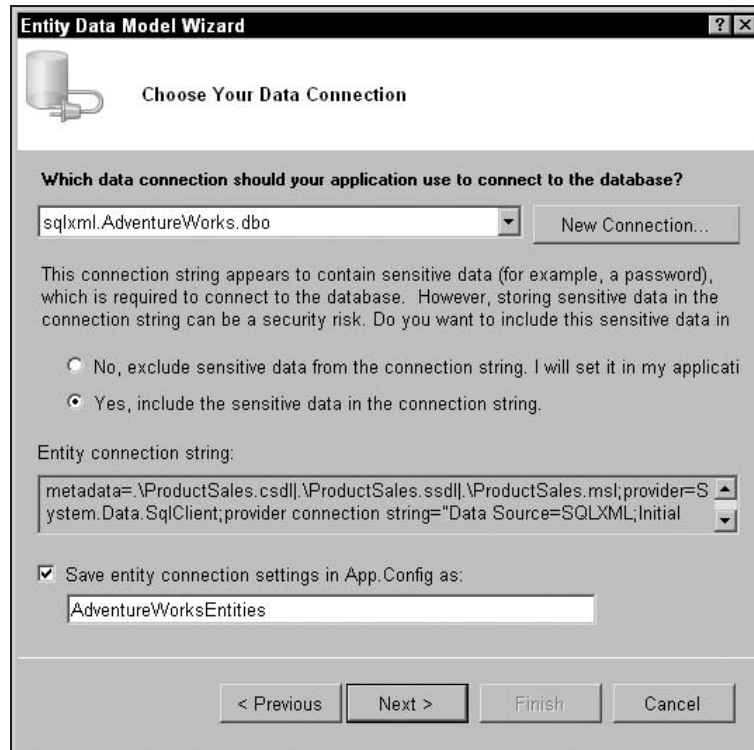 Entity Data Model Wizard
Choose Your Data Connection
Which data connection should your application use to connect to the database?
sqlxml.AdventureWorks.dbo
New Connection...
This connection string appears to contain sensitive data (for example, a password),
which is required to connect to the database. However, storing sensitive data in the
connection string can be a security risk. Do you want to include this sensitive data in
No, exclude sensitive data from the connection string. I will set it in my applicati
Yes, include the sensitive data in the connection string.
Entity connection string:
metadata=.\ProductSales.csdl|.\ProductSales.ssdl|.\ProductSales.msl;provider=S
ystem.Data.SqlClient;provider connection string="Data Source=SQLXML;Initial
Save entity connection settings in App.Config as:
AdventureWorksEntities
< Previous
Next >
Finish
Cancel